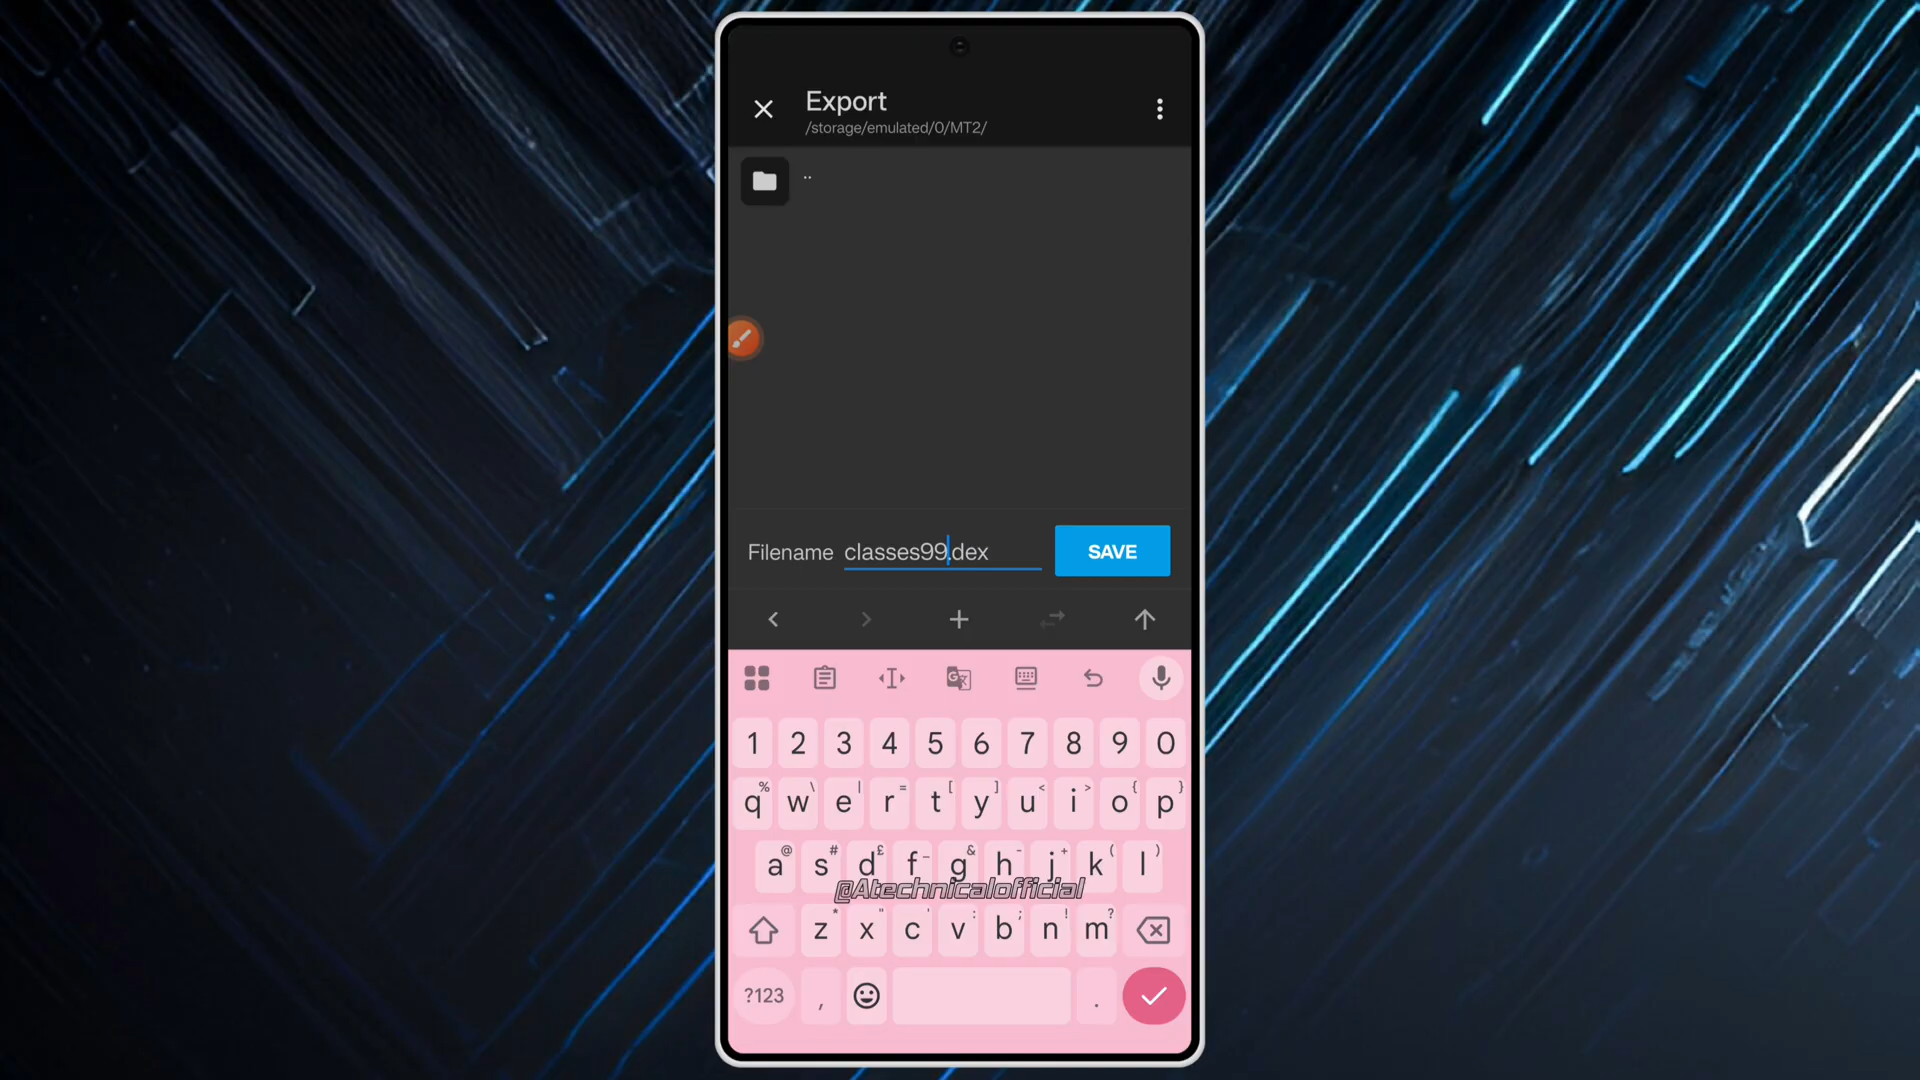 Export
/storage/emulated/0/MT2/
..
Filename classes99.dex SAVE
1 2 3 4 5 6 7 8 9 0
% \ | = [ ] < > { }
q w e r t y u i o p
@ # £ _ & - + ( )
a s d f g h j k l
@Atechnicalofficial
* " ' : ; ! ?
z x c v b n m
?123 , .